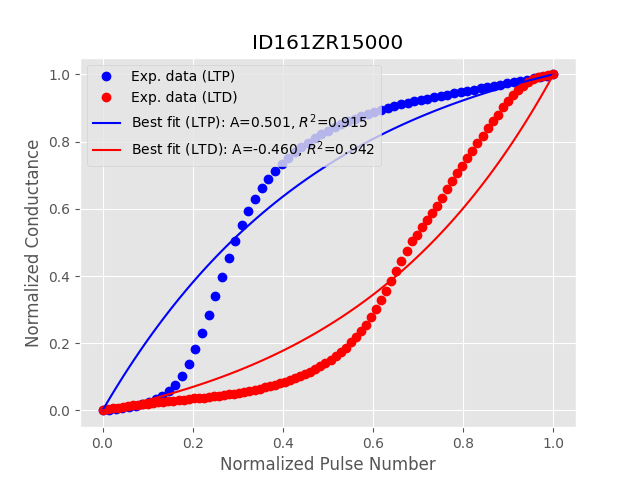 ID161ZR15000
Exp. data (LTP)
Exp. data (LTD)
Best fit (LTP): A=0.501, R²=0.915
Best fit (LTD): A=-0.460, R²=0.942
Normalized Conductance
1.0
0.8
0.6
0.4
0.2
0.0
0.0 0.2 0.4 0.6 0.8 1.0
Normalized Pulse Number